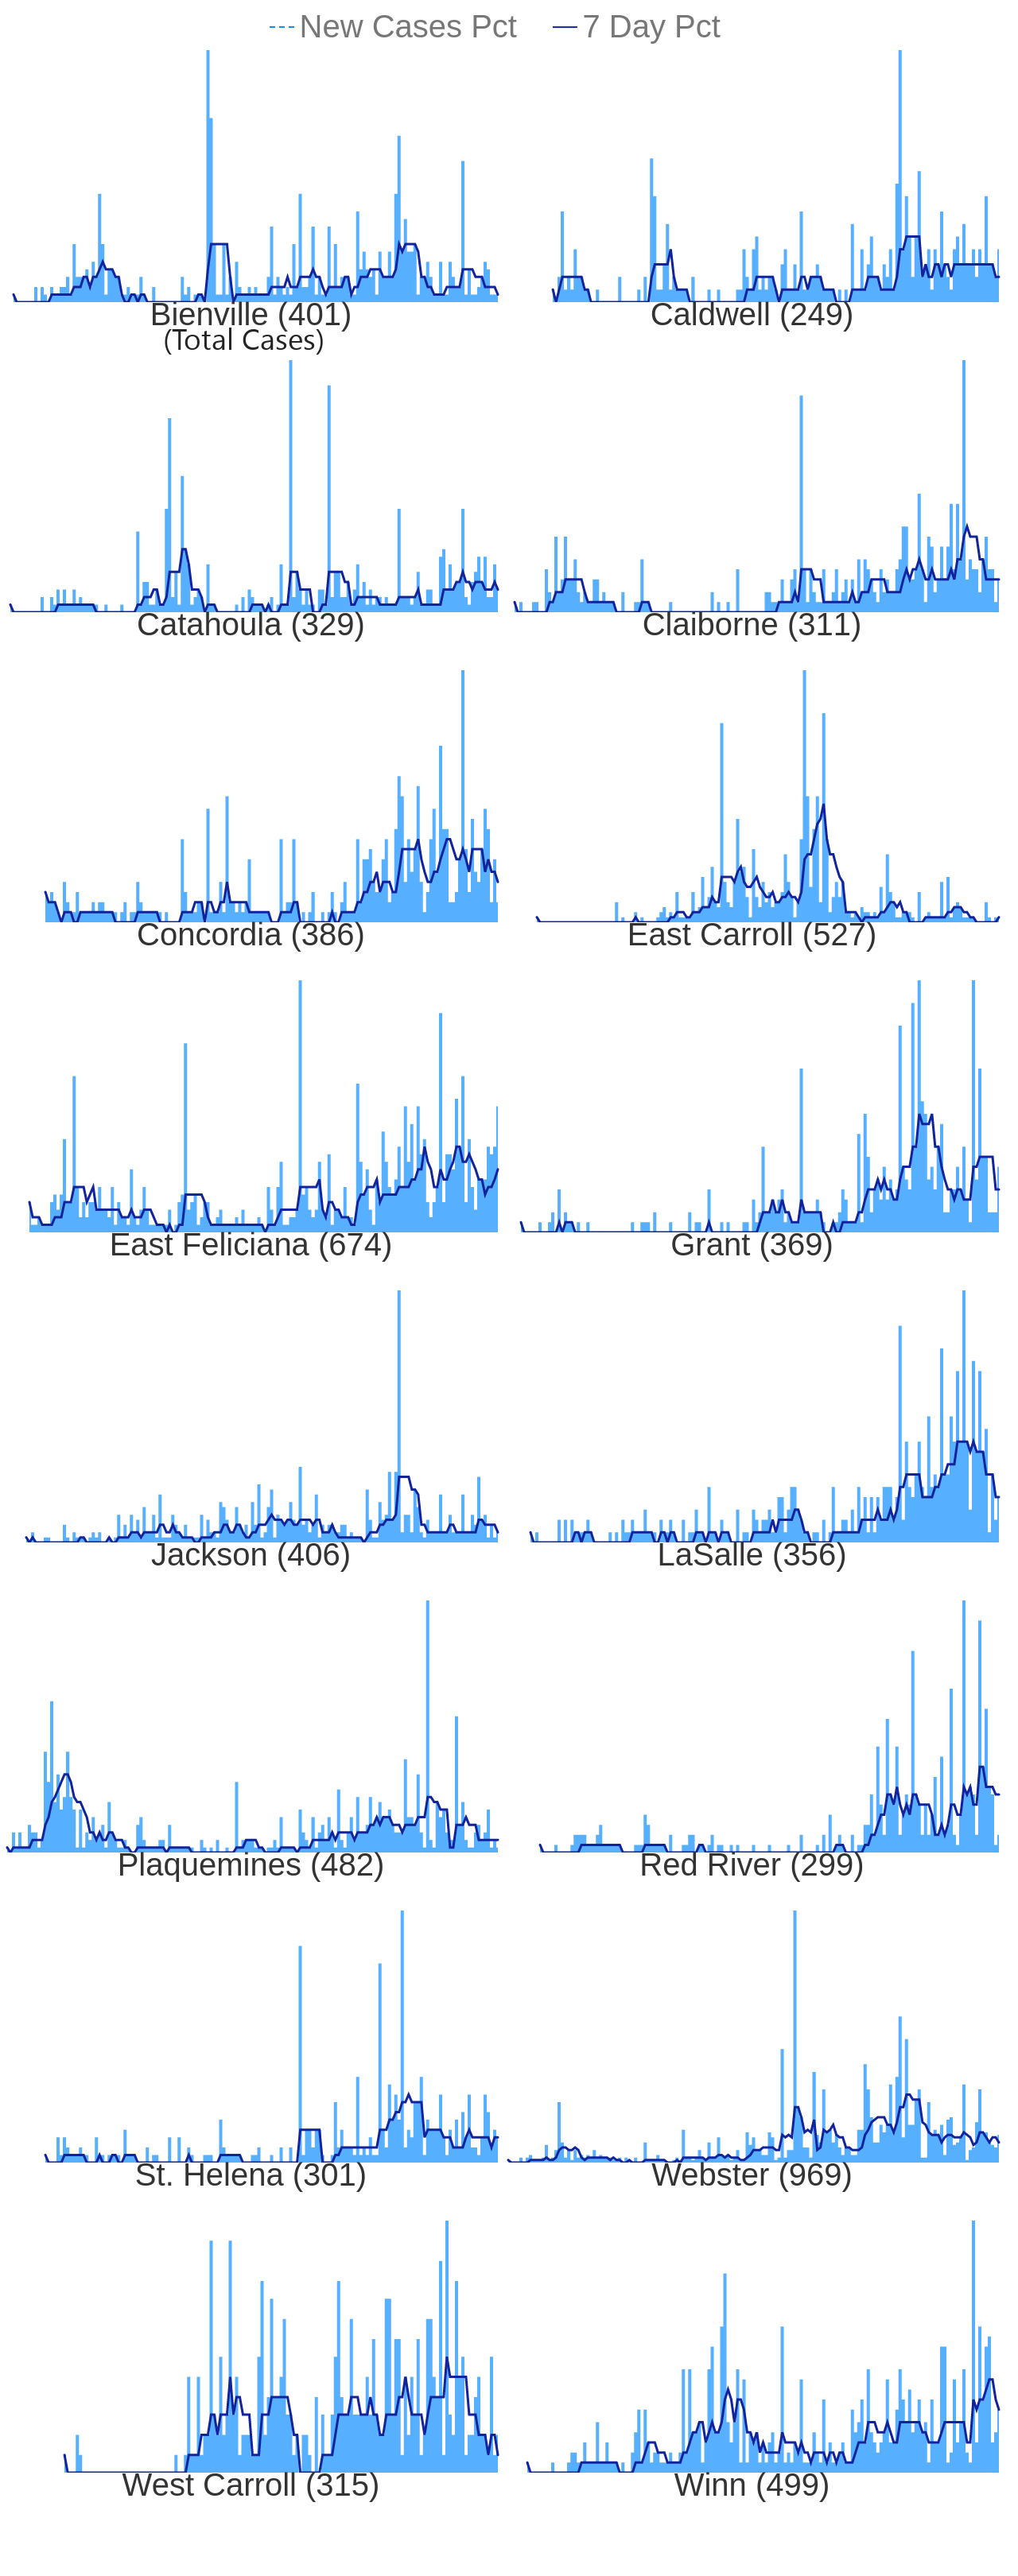 New Cases Pct 7 Day Pct
Bienville (401) Caldwell (249)
(Total Cases)
Catahoula (329) Claiborne (311)
Concordia (386) East Carroll (527)
East Feliciana (674) Grant (369)
Jackson (406) LaSalle (356)
Plaquemines (482) Red River (299)
St. Helena (301) Webster (969)
West Carroll (315) Winn (499)